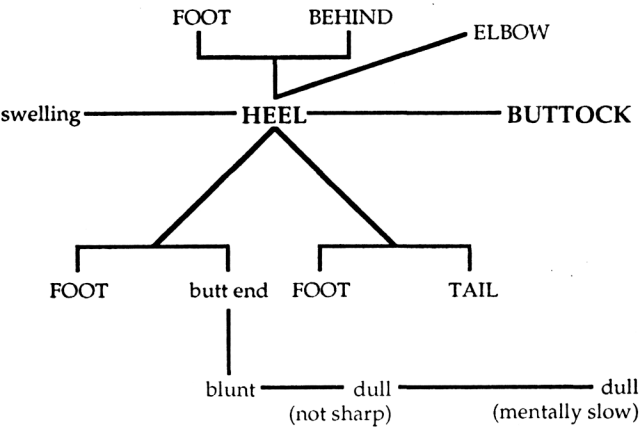 FOOT BEHIND
ELBOW
swelling HEEL BUTTOCK
FOOT butt end FOOT TAIL
blunt dull dull
(not sharp) (mentally slow)